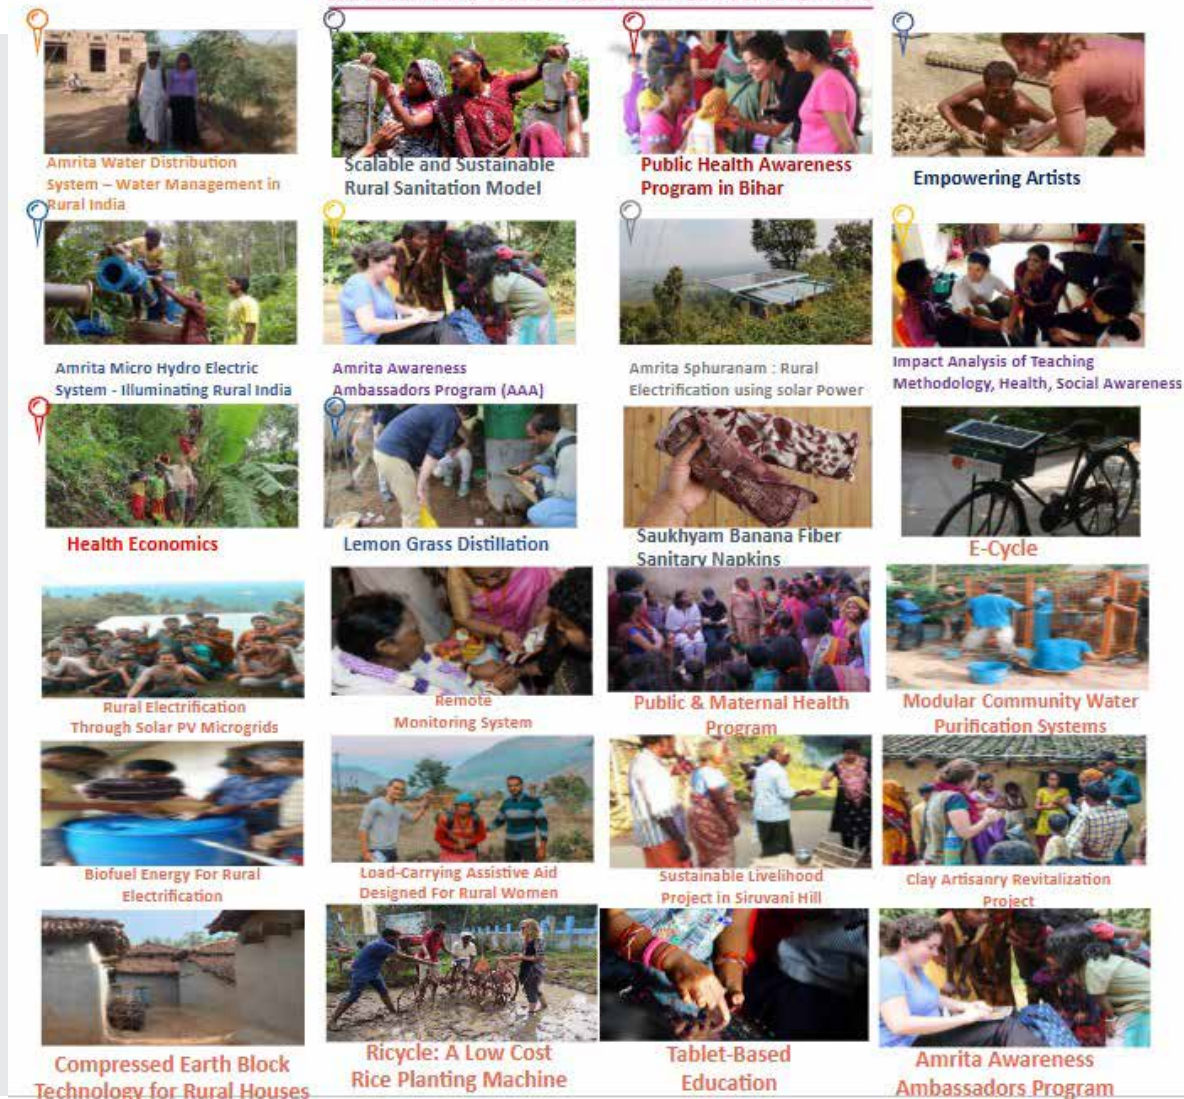 Amrita Water Distribution
System – Water Management in
Rural India
Scalable and Sustainable
Rural Sanitation Model
Public Health Awareness
Program in Bihar
Empowering Artists
Amrita Micro Hydro Electric
System - Illuminating Rural India
Amrita Awareness
Ambassadors Program (AAA)
Amrita Sphuranam : Rural
Electrification using solar Power
Impact Analysis of Teaching
Methodology, Health, Social Awareness
Health Economics
Lemon Grass Distillation
Saukhyam Banana Fiber
Sanitary Napkins
E-Cycle
Rural Electrification
Through Solar PV Microgrids
Remote
Monitoring System
Public & Maternal Health
Program
Modular Community Water
Purification Systems
Biofuel Energy For Rural
Electrification
Load-Carrying Assistive Aid
Designed For Rural Women
Sustainable Livelihood
Project in Siruvani Hill
Clay Artisanry Revitalization
Project
Compressed Earth Block
Technology for Rural Houses
Ricycle: A Low Cost
Rice Planting Machine
Tablet-Based
Education
Amrita Awareness
Ambassadors Program